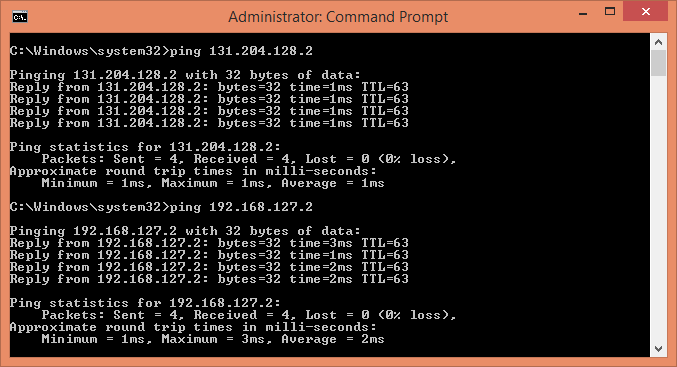 Administrator: Command Prompt
C:\Windows\system32>ping 131.204.128.2
Pinging 131.204.128.2 with 32 bytes of data:
Reply from 131.204.128.2: bytes=32 time=1ms TTL=63
Reply from 131.204.128.2: bytes=32 time=1ms TTL=63
Reply from 131.204.128.2: bytes=32 time=1ms TTL=63
Reply from 131.204.128.2: bytes=32 time=1ms TTL=63
Ping statistics for 131.204.128.2:
    Packets: Sent = 4, Received = 4, Lost = 0 (0% loss),
Approximate round trip times in milli-seconds:
    Minimum = 1ms, Maximum = 1ms, Average = 1ms
C:\Windows\system32>ping 192.168.127.2
Pinging 192.168.127.2 with 32 bytes of data:
Reply from 192.168.127.2: bytes=32 time=3ms TTL=63
Reply from 192.168.127.2: bytes=32 time=1ms TTL=63
Reply from 192.168.127.2: bytes=32 time=2ms TTL=63
Reply from 192.168.127.2: bytes=32 time=2ms TTL=63
Ping statistics for 192.168.127.2:
    Packets: Sent = 4, Received = 4, Lost = 0 (0% loss),
Approximate round trip times in milli-seconds:
    Minimum = 1ms, Maximum = 3ms, Average = 2ms